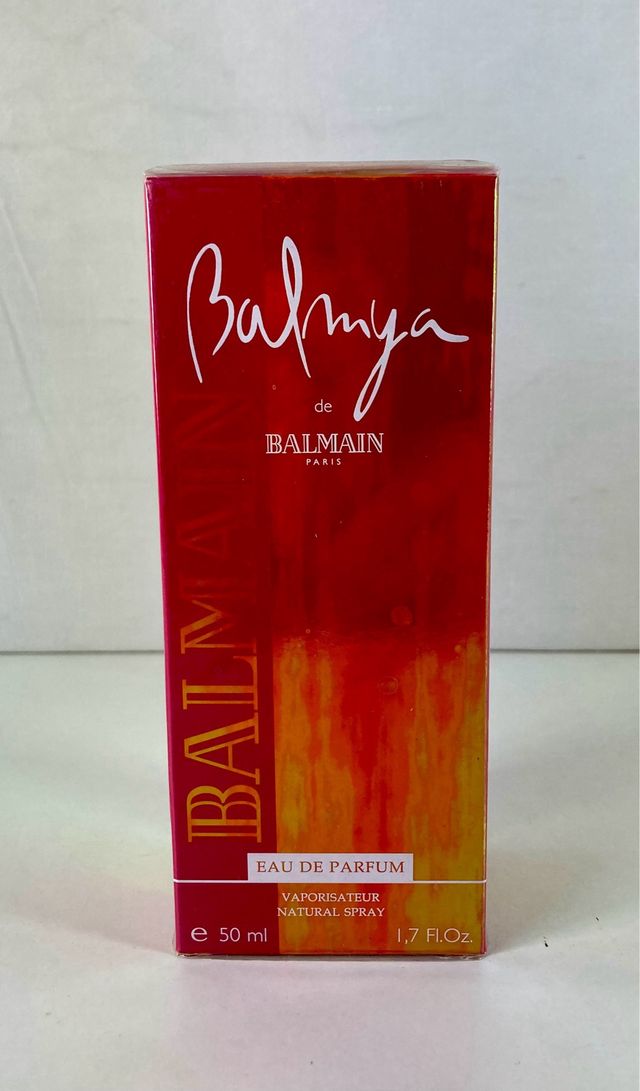 Balmya
de
BALMAIN
PARIS
BALMAIN
EAU DE PARFUM
VAPORISATEUR
NATURAL SPRAY
e 50 ml
1,7 Fl.Oz.